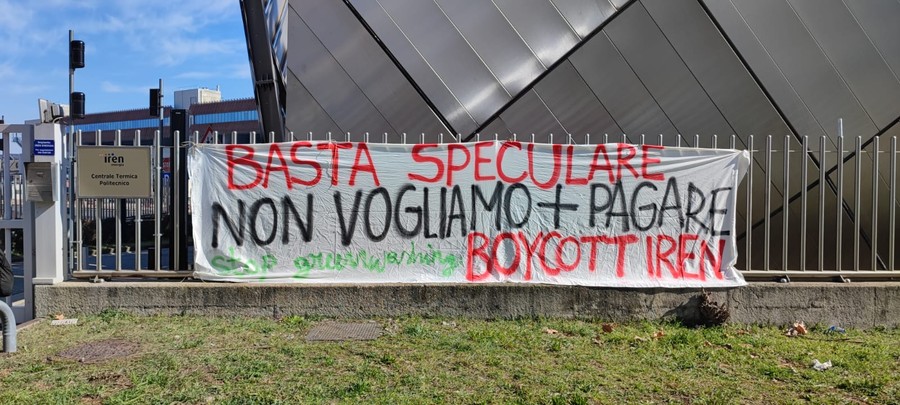 iren
Centrale Termica
Politecnico
BASTA SPECULARE
NON VOGLIAMO + PAGARE
stop greenwashing BOYCOTT IREN